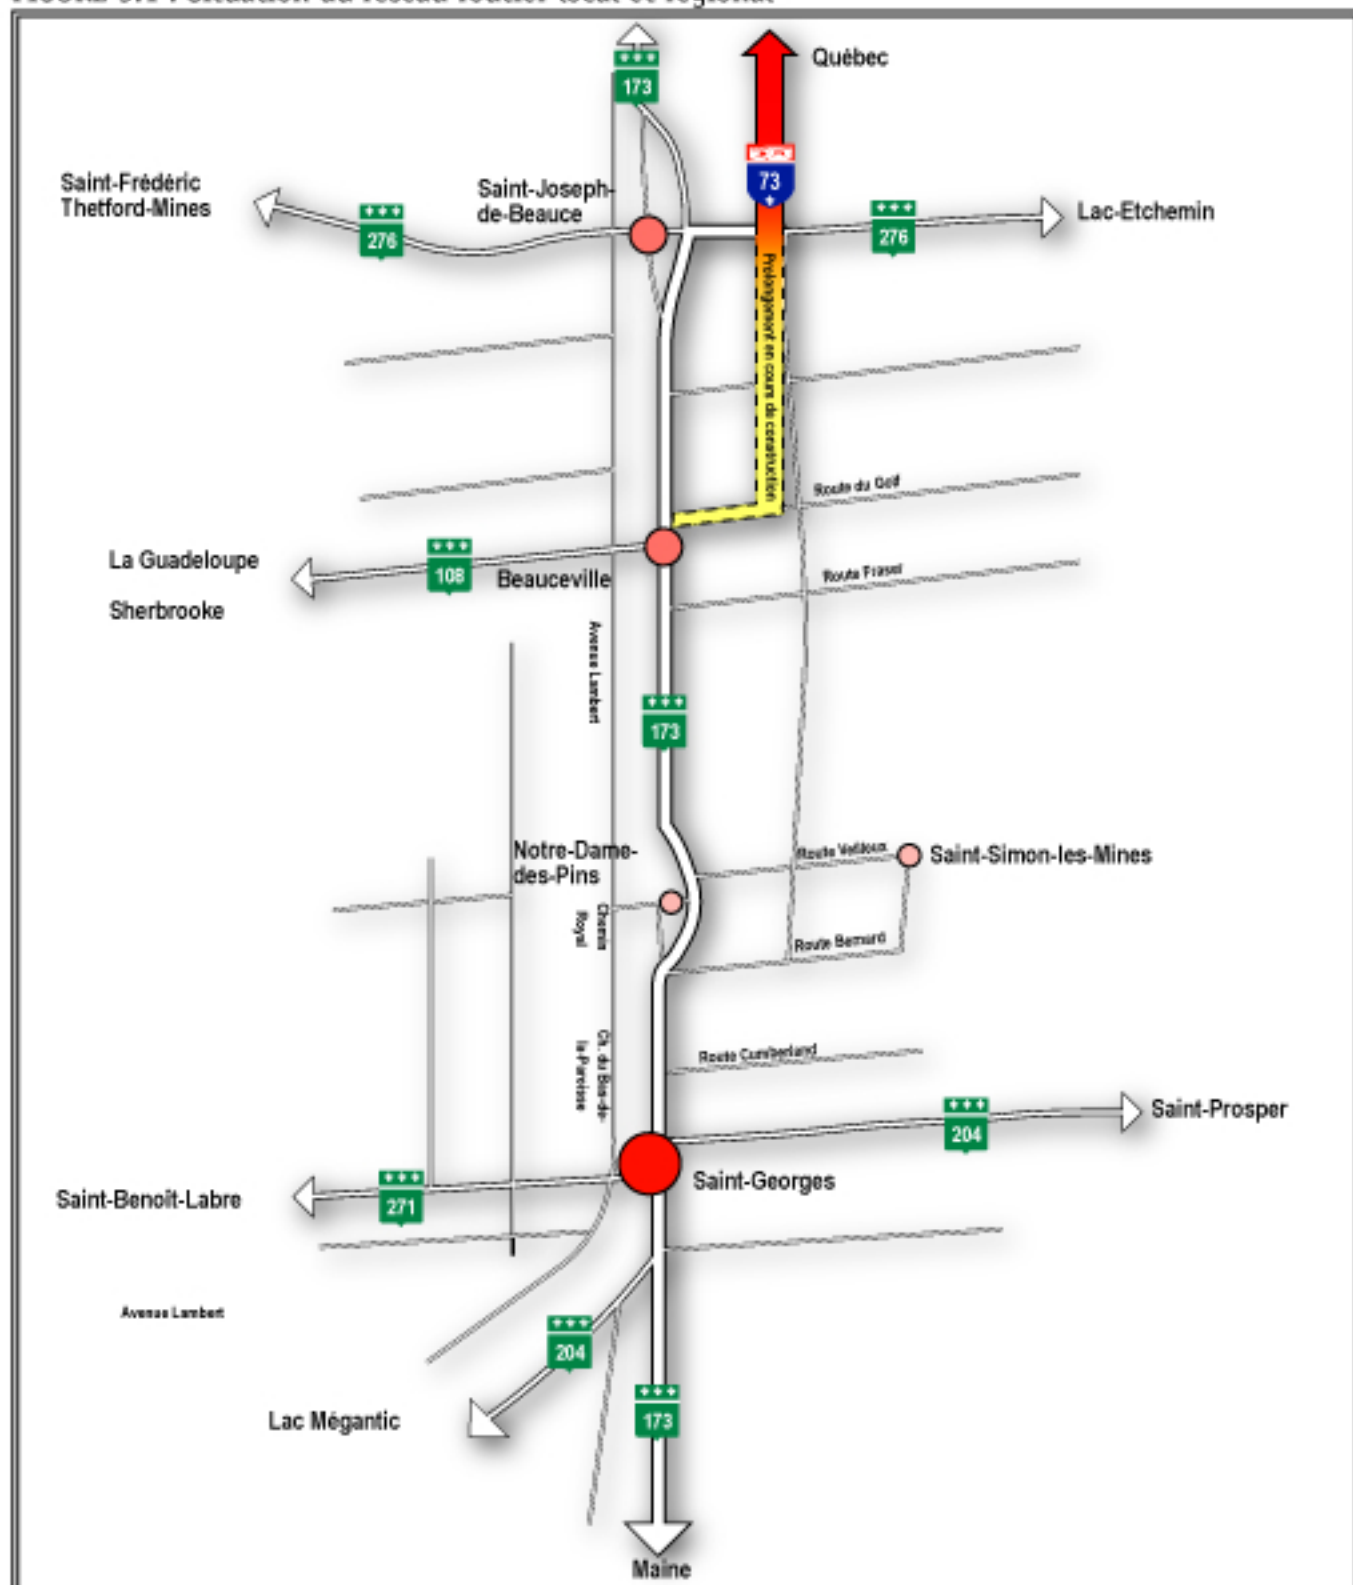 173
Québec
73
Saint-Frédéric
Thetford-Mines
276
Saint-Joseph-
de-Beauce
276
Lac-Etchemin
Prolongement en cours de construction
Route du Golf
La Guadeloupe
108
Beauceville
Route Fraser
Sherbrooke
Avenue Lambert
173
Notre-Dame-
des-Pins
Route Veilleux
Saint-Simon-les-Mines
Chemin
Royal
Route Bernard
Ch. du Bas-de-
la-Paroisse
Route Cumberland
204
Saint-Prosper
Saint-Georges
Saint-Benoît-Labre
271
Avenue Lambert
204
Lac Mégantic
173
Maine